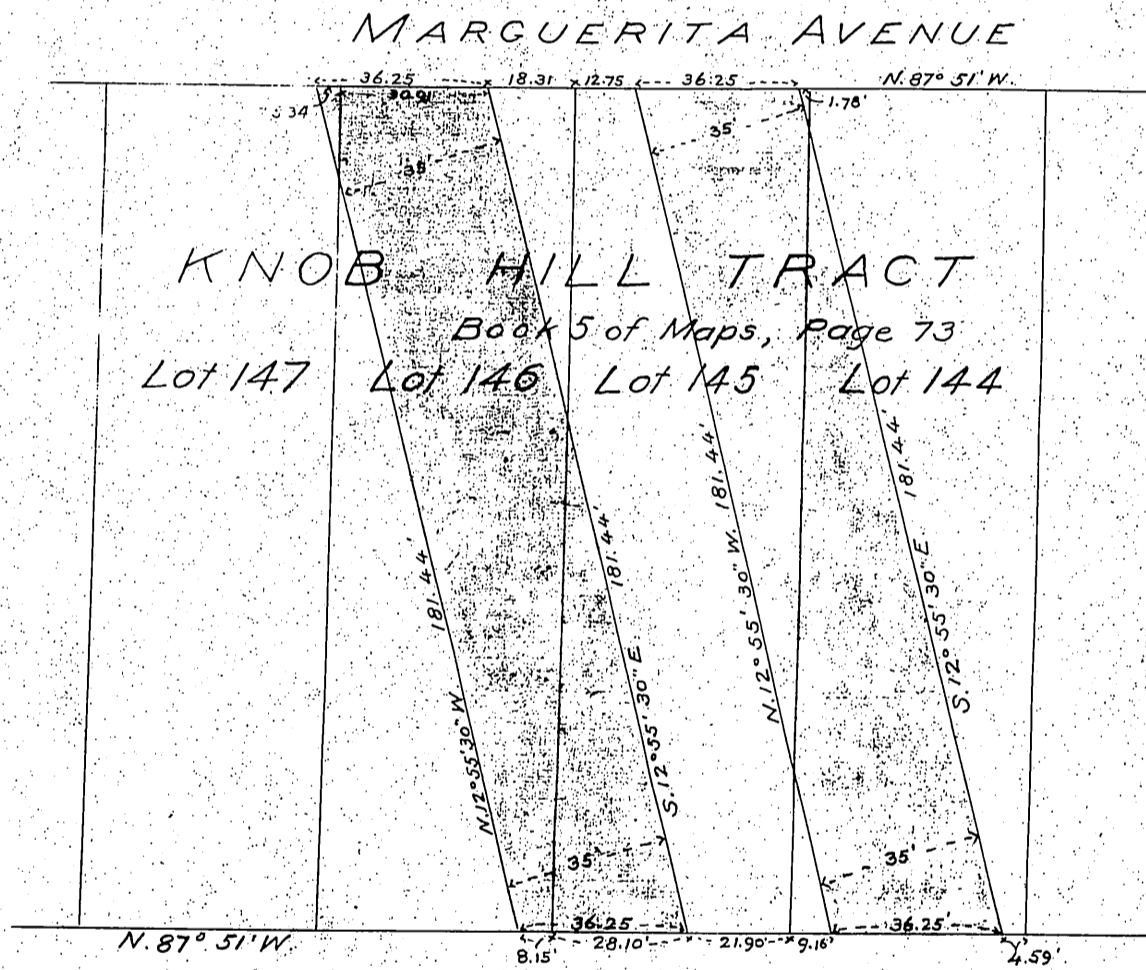 MARGUERITA AVENUE
36.25 18.31 12.75 36.25 N. 87° 51' W.
5.34 30.91 1.78'
35'
35'
KNOB HILL TRACT
Book 5 of Maps, Page 73
Lot 147 Lot 146 Lot 145 Lot 144
N. 12° 55' 30" W 181.44'
S. 12° 55' 30" E 181.44'
N. 12° 55' 30" W. 181.44'
S. 12° 55' 30" E 181.44'
35' 35'
36.25 36.25'
N. 87° 51' W. 8.15' 28.10' 21.90' 9.16' 4.59'